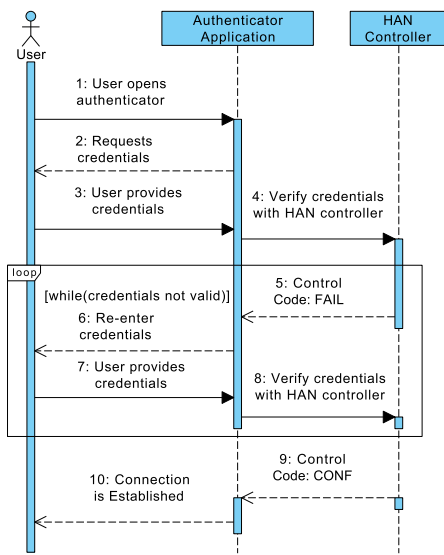 Authenticator
Application
HAN
Controller
User
1: User opens
authenticator
2: Requests
credentials
3: User provides
credentials
4: Verify credentials
with HAN controller
loop
[while(credentials not valid)]
5: Control
Code: FAIL
6: Re-enter
credentials
7: User provides
credentials
8: Verify credentials
with HAN controller
9: Control
Code: CONF
10: Connection
is Established